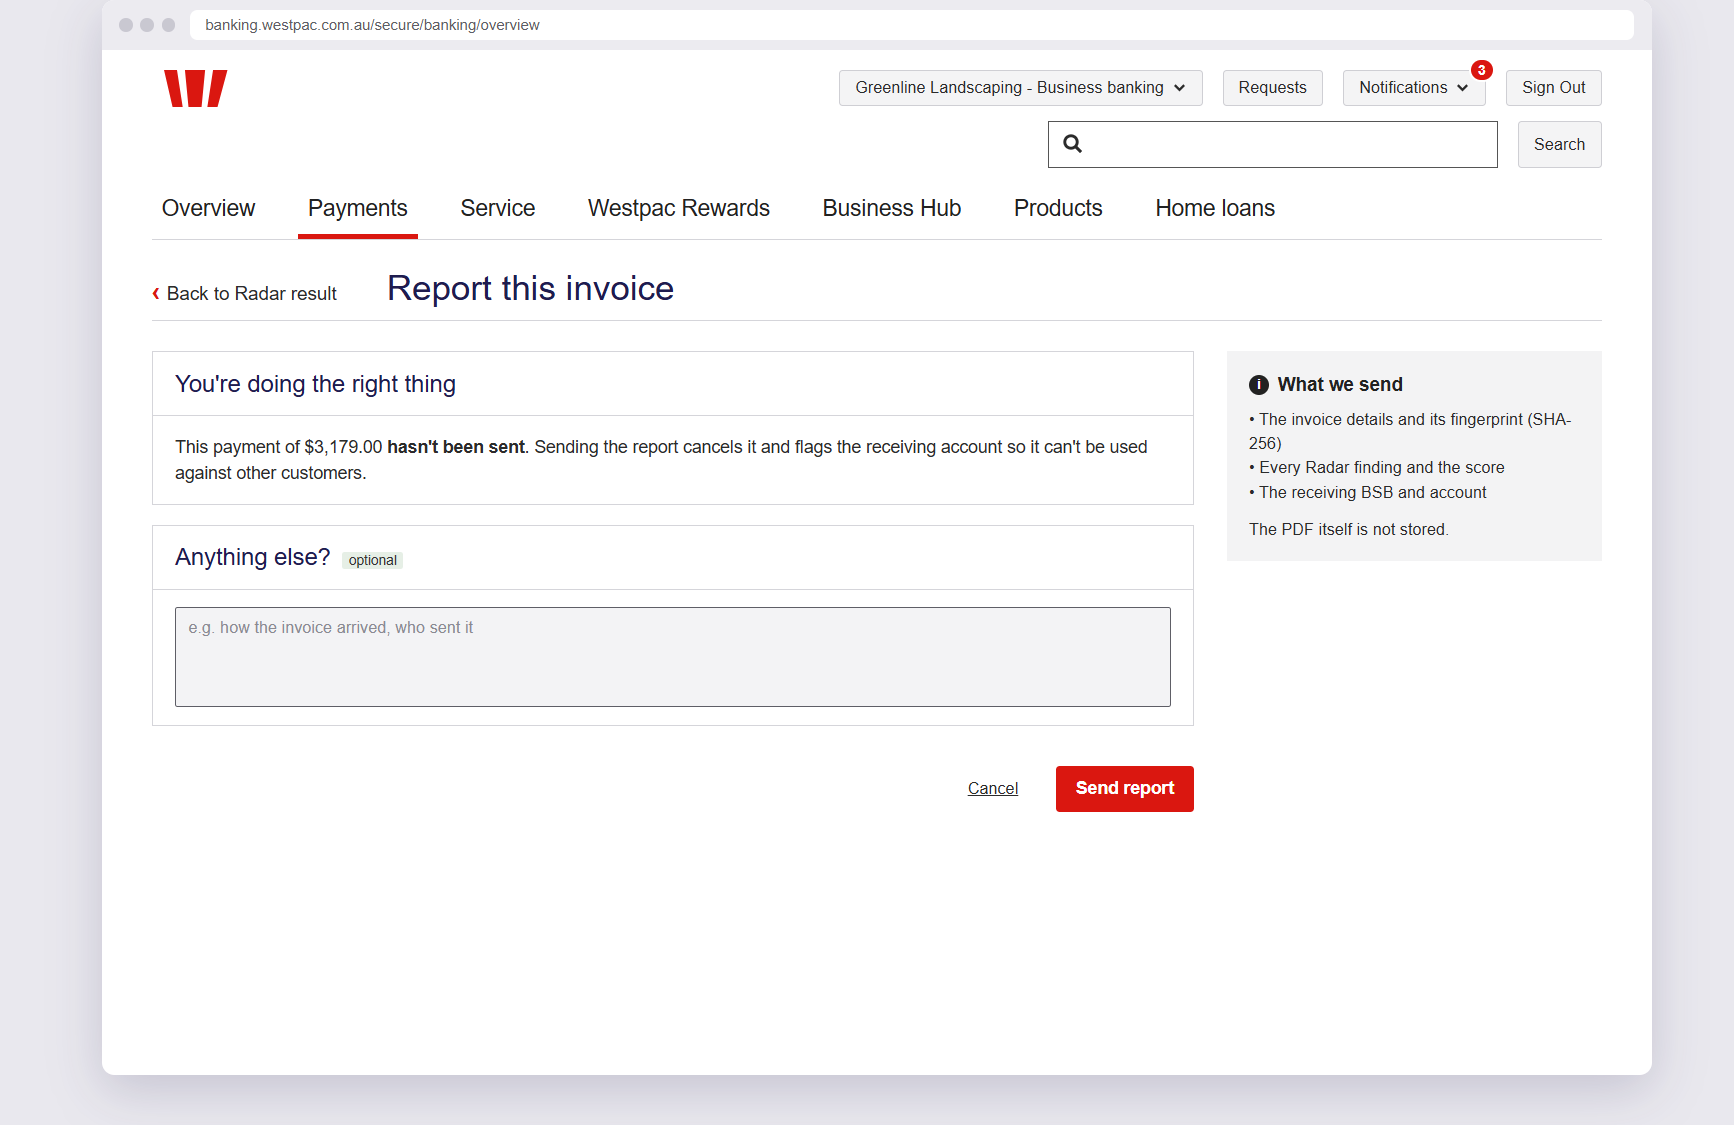 banking.westpac.com.au/secure/banking/overview
Greenline Landscaping - Business banking
Requests
Notifications
3
Sign Out
Search
Overview
Payments
Service
Westpac Rewards
Business Hub
Products
Home loans
Back to Radar result
Report this invoice
You're doing the right thing
This payment of $3,179.00 hasn't been sent. Sending the report cancels it and flags the receiving account so it can't be used
against other customers.
Anything else? optional
e.g. how the invoice arrived, who sent it
Cancel
Send report
What we send
• The invoice details and its fingerprint (SHA-
256)
• Every Radar finding and the score
• The receiving BSB and account
The PDF itself is not stored.